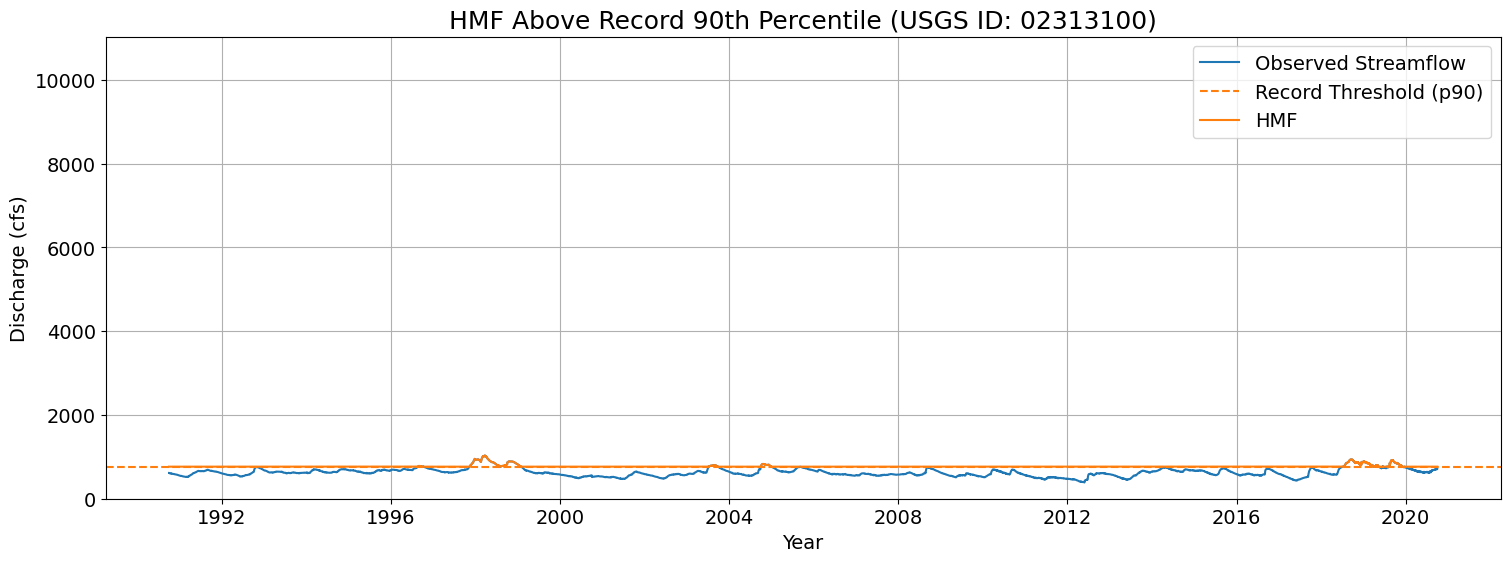 HMF Above Record 90th Percentile (USGS ID: 02313100)
Discharge (cfs)
10000
8000
6000
4000
2000
0
Observed Streamflow
Record Threshold (p90)
HMF
1992 1996 2000 2004 2008 2012 2016 2020
Year